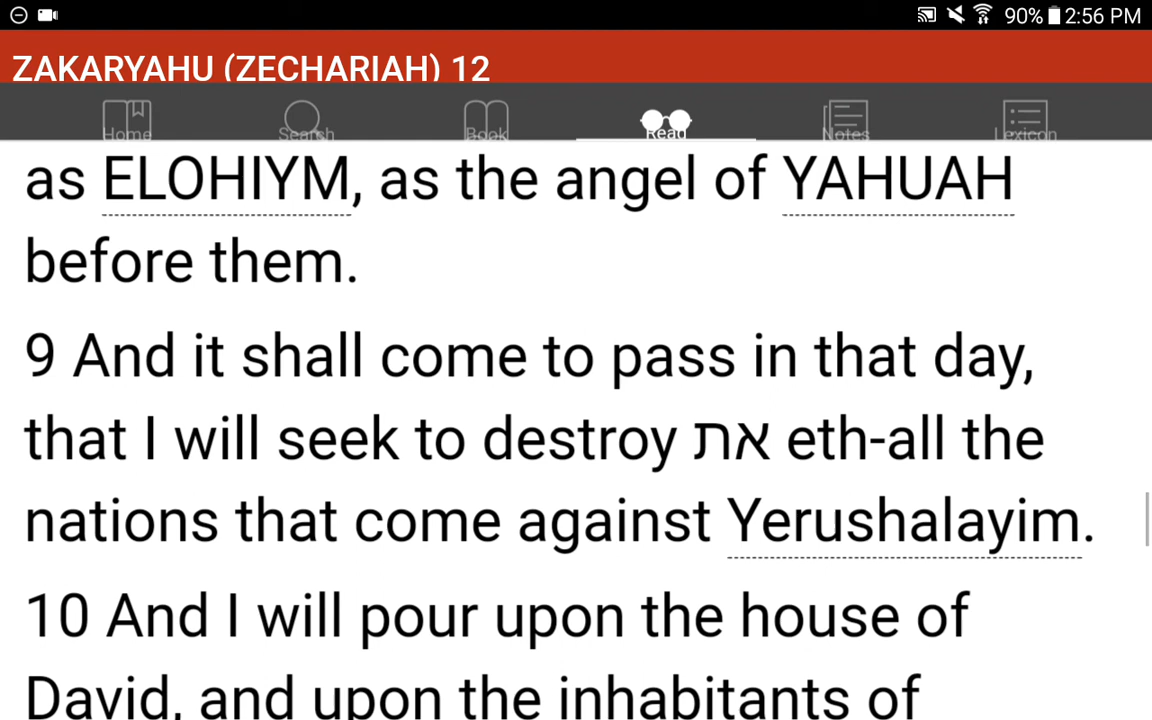 90% 2:56 PM
ZAKARYAHU (ZECHARIAH) 12
Home Search Book Read Notes Lexicon
as ELOHIYM, as the angel of YAHUAH
before them.
9 And it shall come to pass in that day,
that I will seek to destroy את eth-all the
nations that come against Yerushalayim.
10 And I will pour upon the house of
David, and upon the inhabitants of